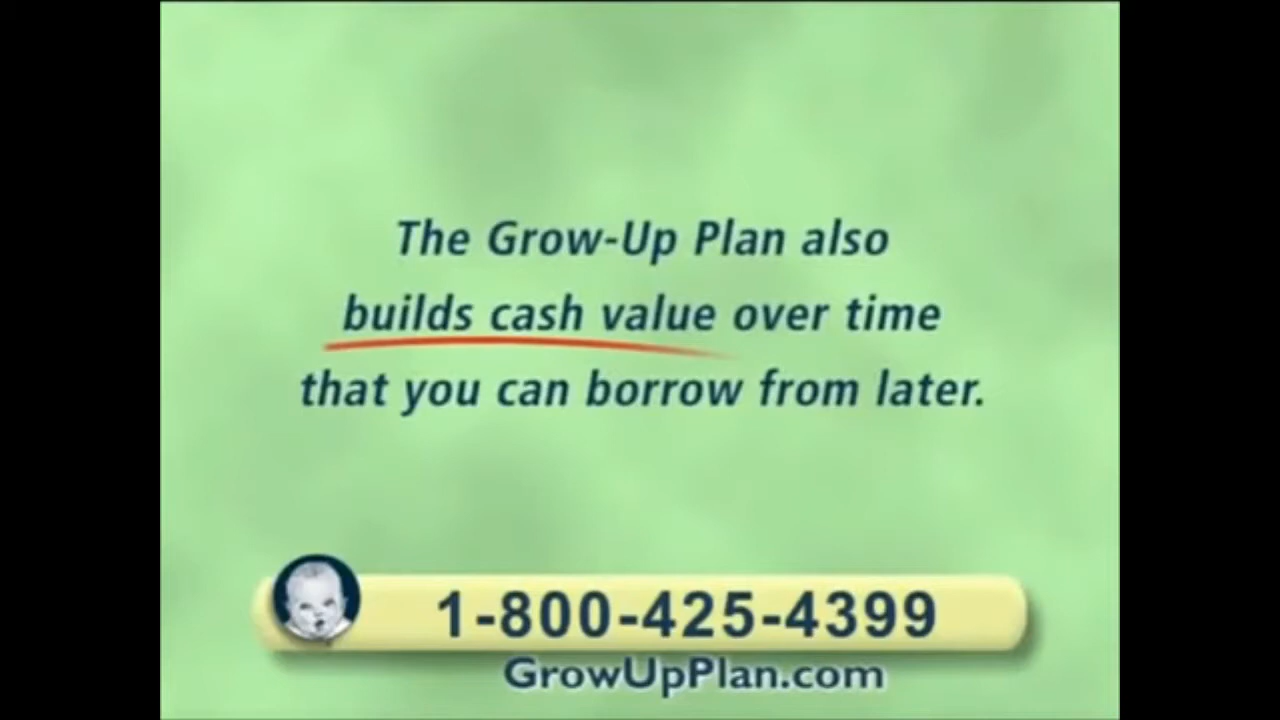 The Grow-Up Plan also
builds cash value over time
that you can borrow from later.
1-800-425-4399
GrowUpPlan.com